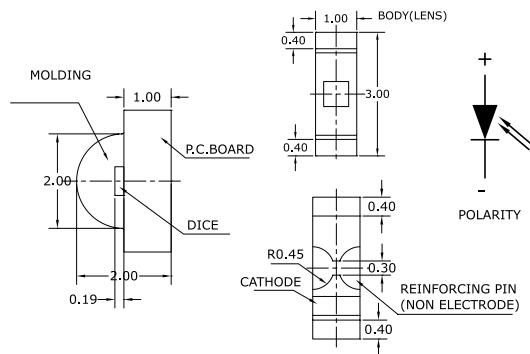 MOLDING
1.00
P.C.BOARD
2.00
DICE
2.00
0.19
1.00
BODY(LENS)
0.40
3.00
0.40
+
-
POLARITY
0.40
R0.45
0.30
CATHODE
REINFORCING PIN
(NON ELECTRODE)
0.40